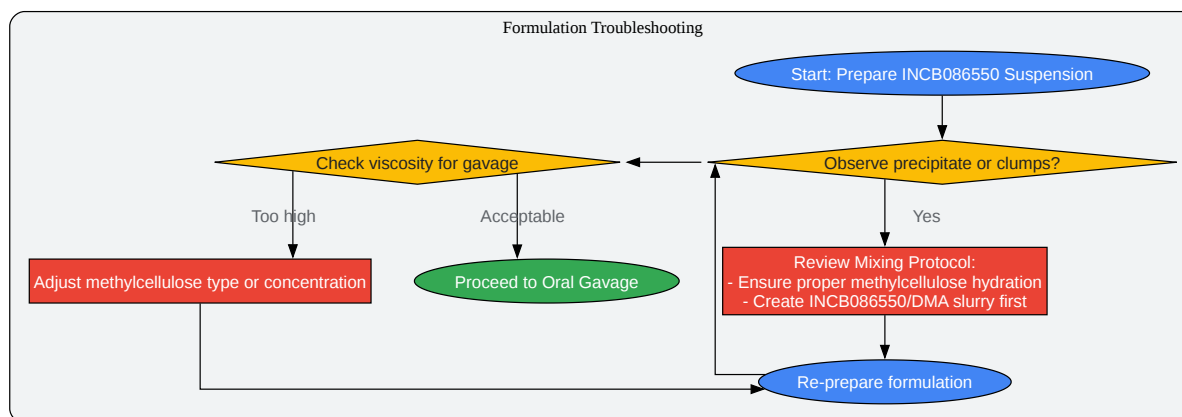 Formulation Troubleshooting
Start: Prepare INCB086550 Suspension
Check viscosity for gavage
Observe precipitate or clumps?
Too high
Acceptable
Yes
Adjust methylcellulose type or concentration
Proceed to Oral Gavage
Review Mixing Protocol:
- Ensure proper methylcellulose hydration
- Create INCB086550/DMA slurry first
Re-prepare formulation